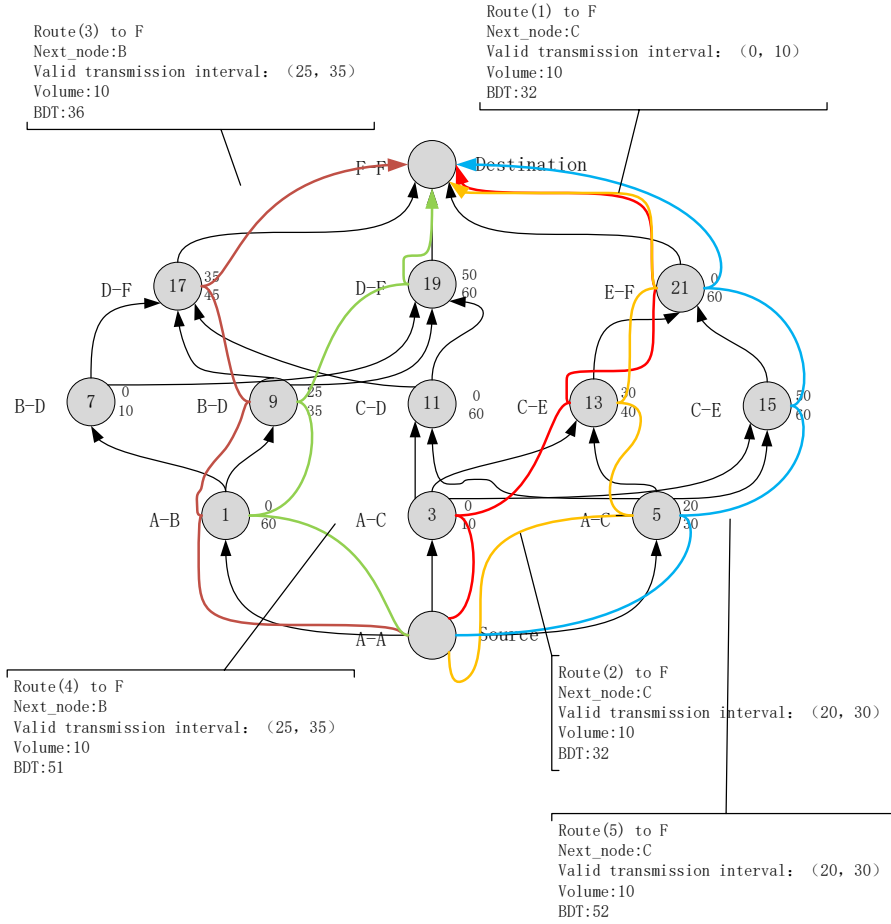 Route(3) to F
Next_node:B
Valid transmission interval: (25, 35)
Volume:10
BDT:36
Route(1) to F
Next_node:C
Valid transmission interval: (0, 10)
Volume:10
BDT:32
F-F
Destination
D-F
17
35
45
D-F
19
50
60
E-F
21
0
60
B-D
7
0
10
B-D
9
25
35
C-D
11
0
60
C-E
13
30
40
C-E
15
50
60
A-B
1
0
60
A-C
3
0
10
A-C
5
20
30
A-A
Source
Route(4) to F
Next_node:B
Valid transmission interval: (25, 35)
Volume:10
BDT:51
Route(2) to F
Next_node:C
Valid transmission interval: (20, 30)
Volume:10
BDT:32
Route(5) to F
Next_node:C
Valid transmission interval: (20, 30)
Volume:10
BDT:52